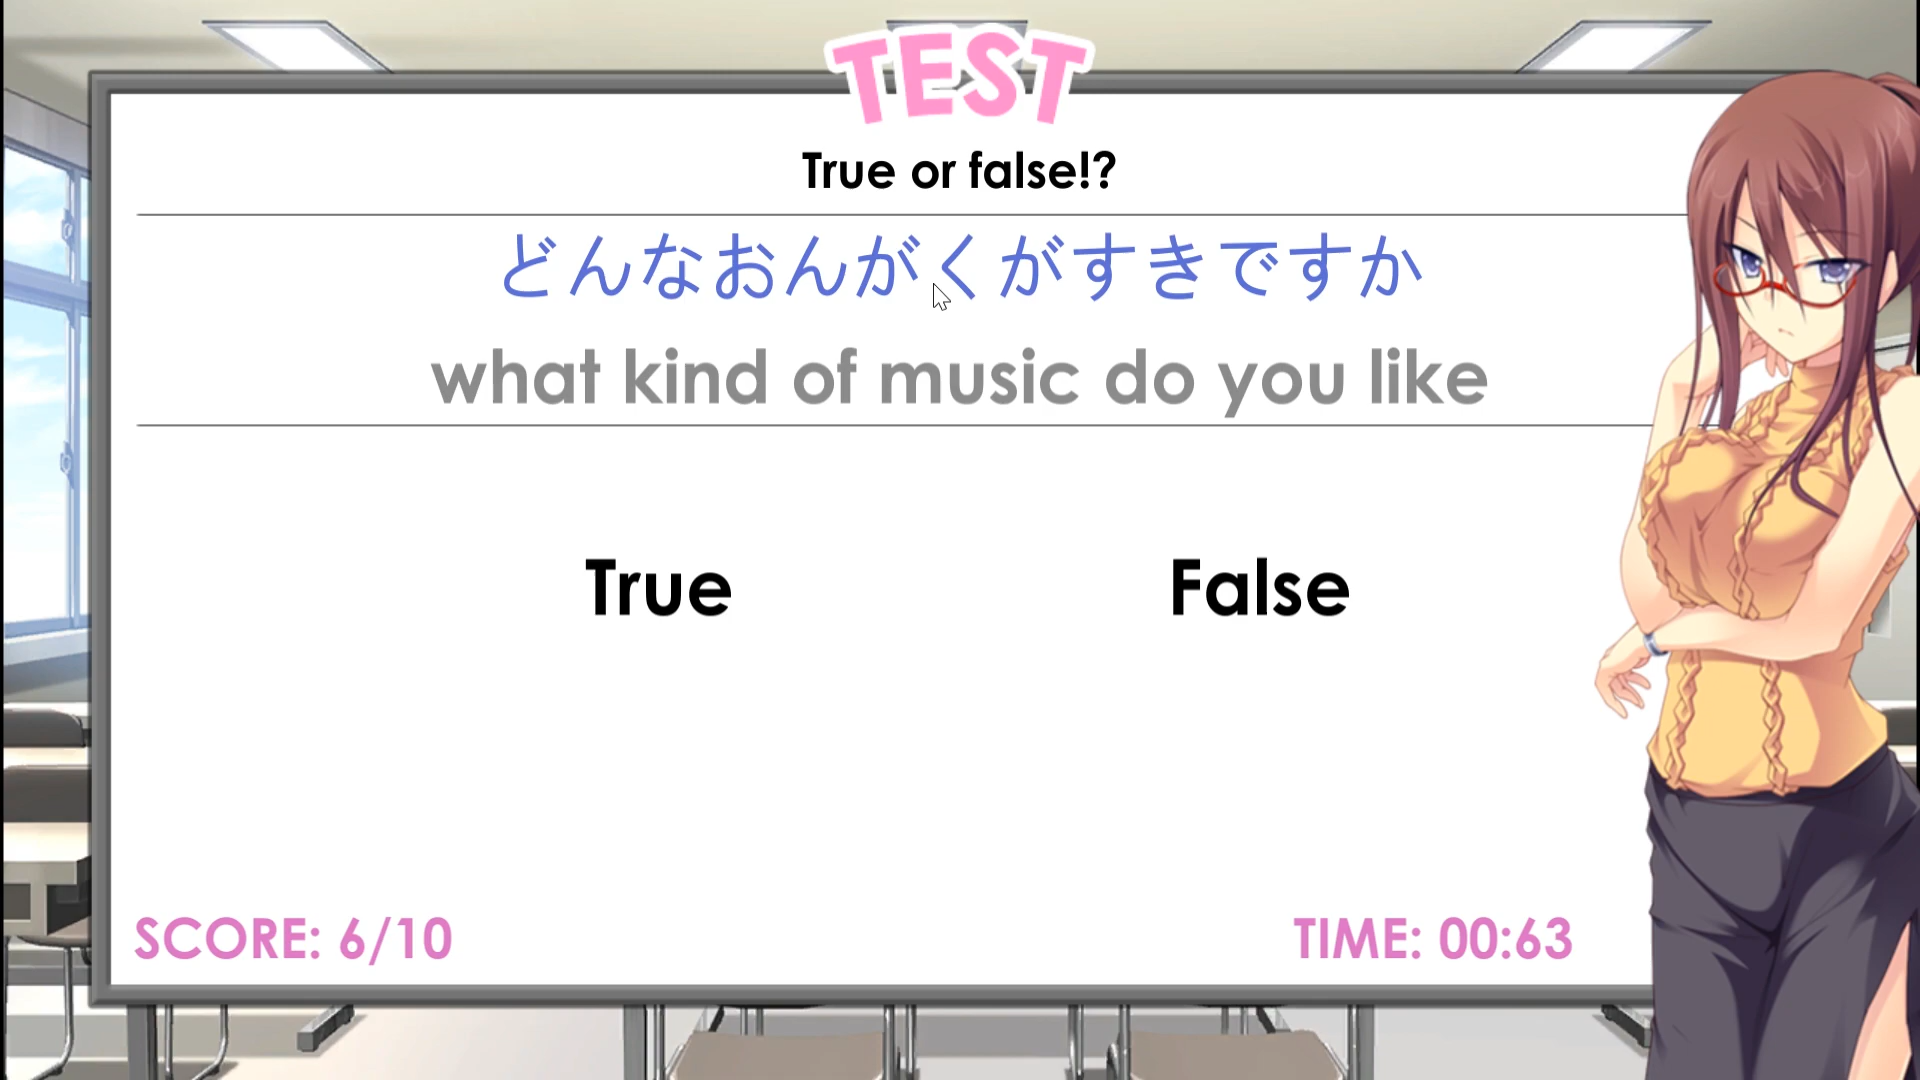 TEST
True or false!?
どんなおんがくがすきですか
what kind of music do you like
True False
SCORE: 6/10 TIME: 00:63